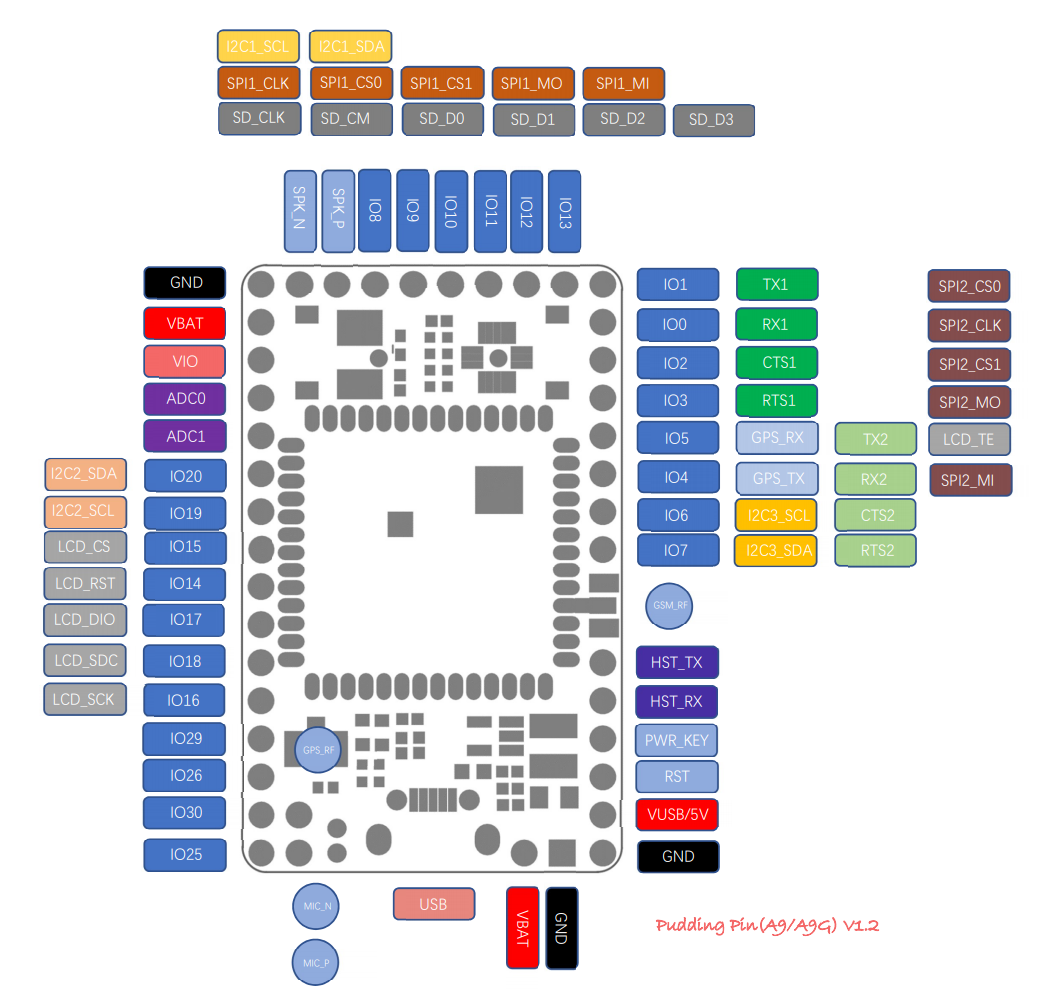 I2C1_SCL I2C1_SDA
SPI1_CLK SPI1_CS0 SPI1_CS1 SPI1_MO SPI1_MI
SD_CLK SD_CM SD_D0 SD_D1 SD_D2 SD_D3
SPK_N SPK_P IO8 IO9 IO10 IO11 IO12 IO13
GND IO1 TX1 SPI2_CS0
VBAT IO0 RX1 SPI2_CLK
VIO IO2 CTS1 SPI2_CS1
ADC0 IO3 RTS1 SPI2_MO
ADC1 IO5 GPS_RX TX2 LCD_TE
I2C2_SDA IO20 IO4 GPS_TX RX2 SPI2_MI
I2C2_SCL IO19 IO6 I2C3_SCL CTS2
LCD_CS IO15 IO7 I2C3_SDA RTS2
LCD_RST IO14 GSM_RF
LCD_DIO IO17
LCD_SDC IO18 HST_TX
LCD_SCK IO16 HST_RX
IO29 GPS_RF PWR_KEY
IO26 RST
IO30 VUSB/5V
IO25 GND
MIC_N USB VBAT GND
Pudding Pin(A9/A9G) V1.2
MIC_P